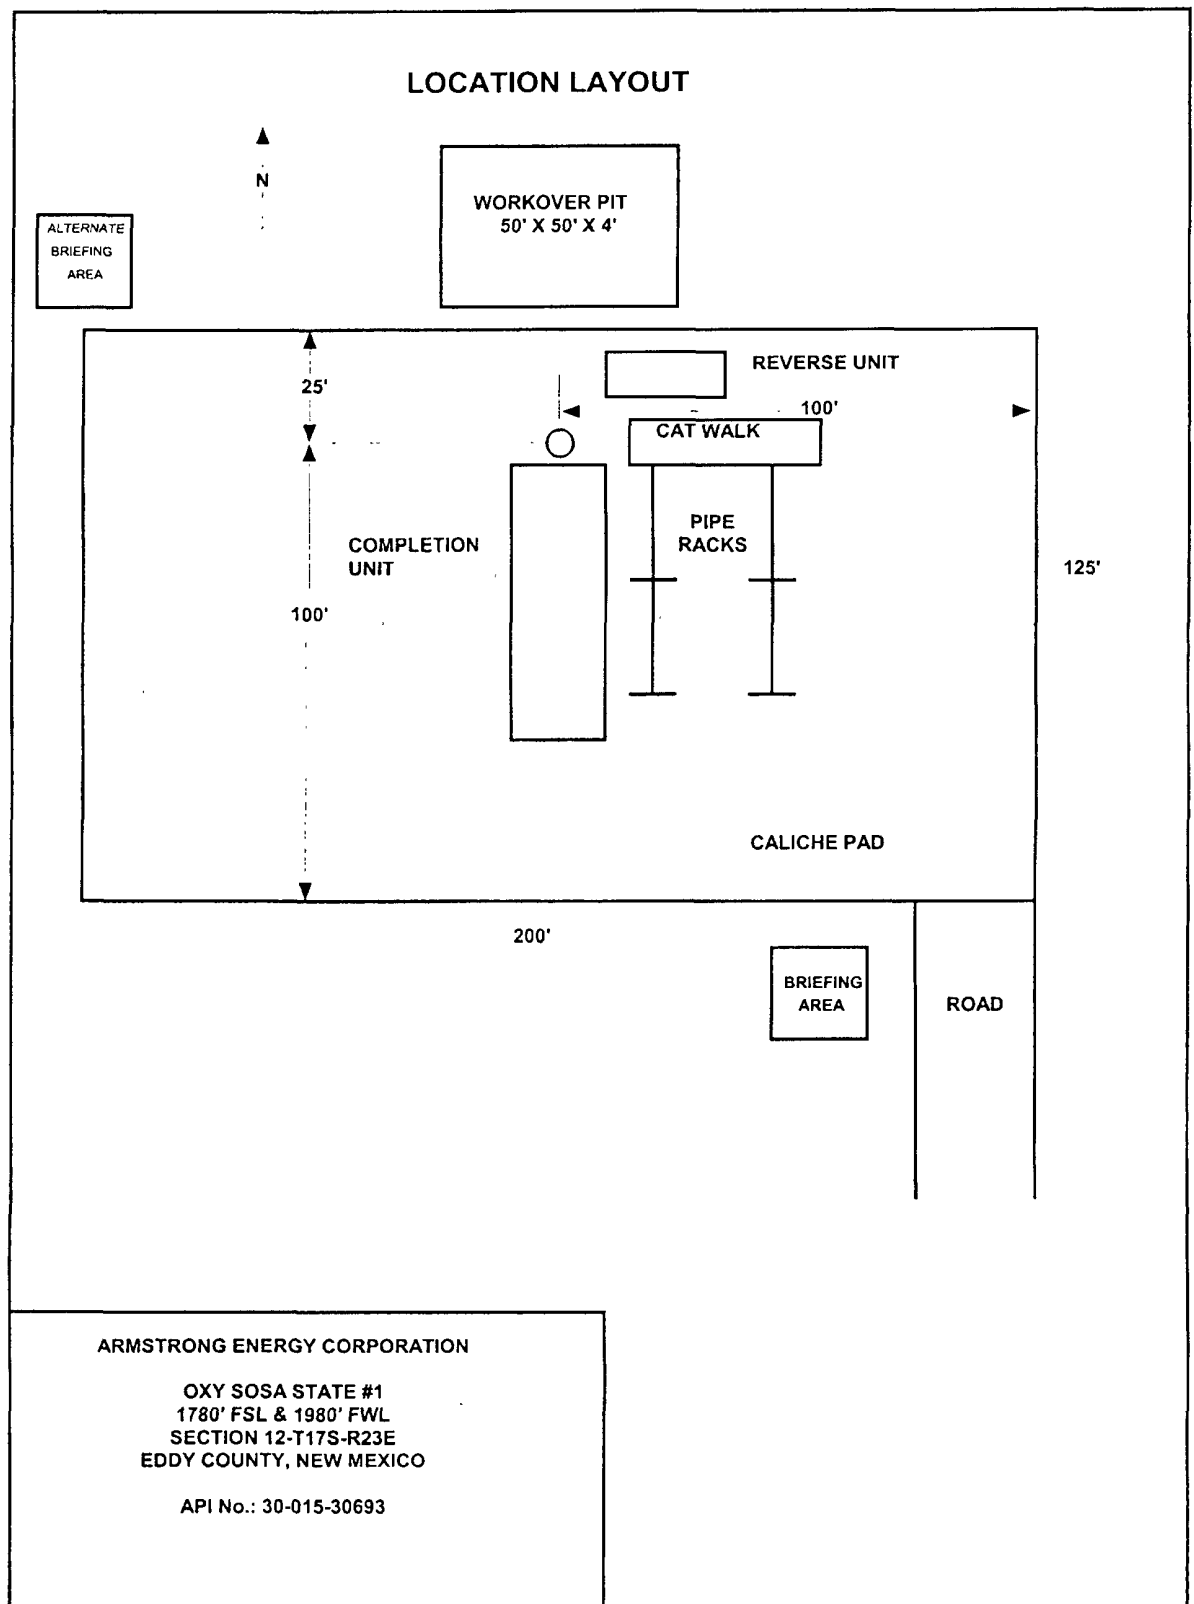 LOCATION LAYOUT
N
WORKOVER PIT
50' X 50' X 4'
ALTERNATE
BRIEFING
AREA
REVERSE UNIT
25'
100'
CAT WALK
PIPE
RACKS
COMPLETION
UNIT
125'
100'
CALICHE PAD
200'
BRIEFING
AREA
ROAD
ARMSTRONG ENERGY CORPORATION
OXY SOSA STATE #1
1780' FSL & 1980' FWL
SECTION 12-T17S-R23E
EDDY COUNTY, NEW MEXICO
API No.: 30-015-30693